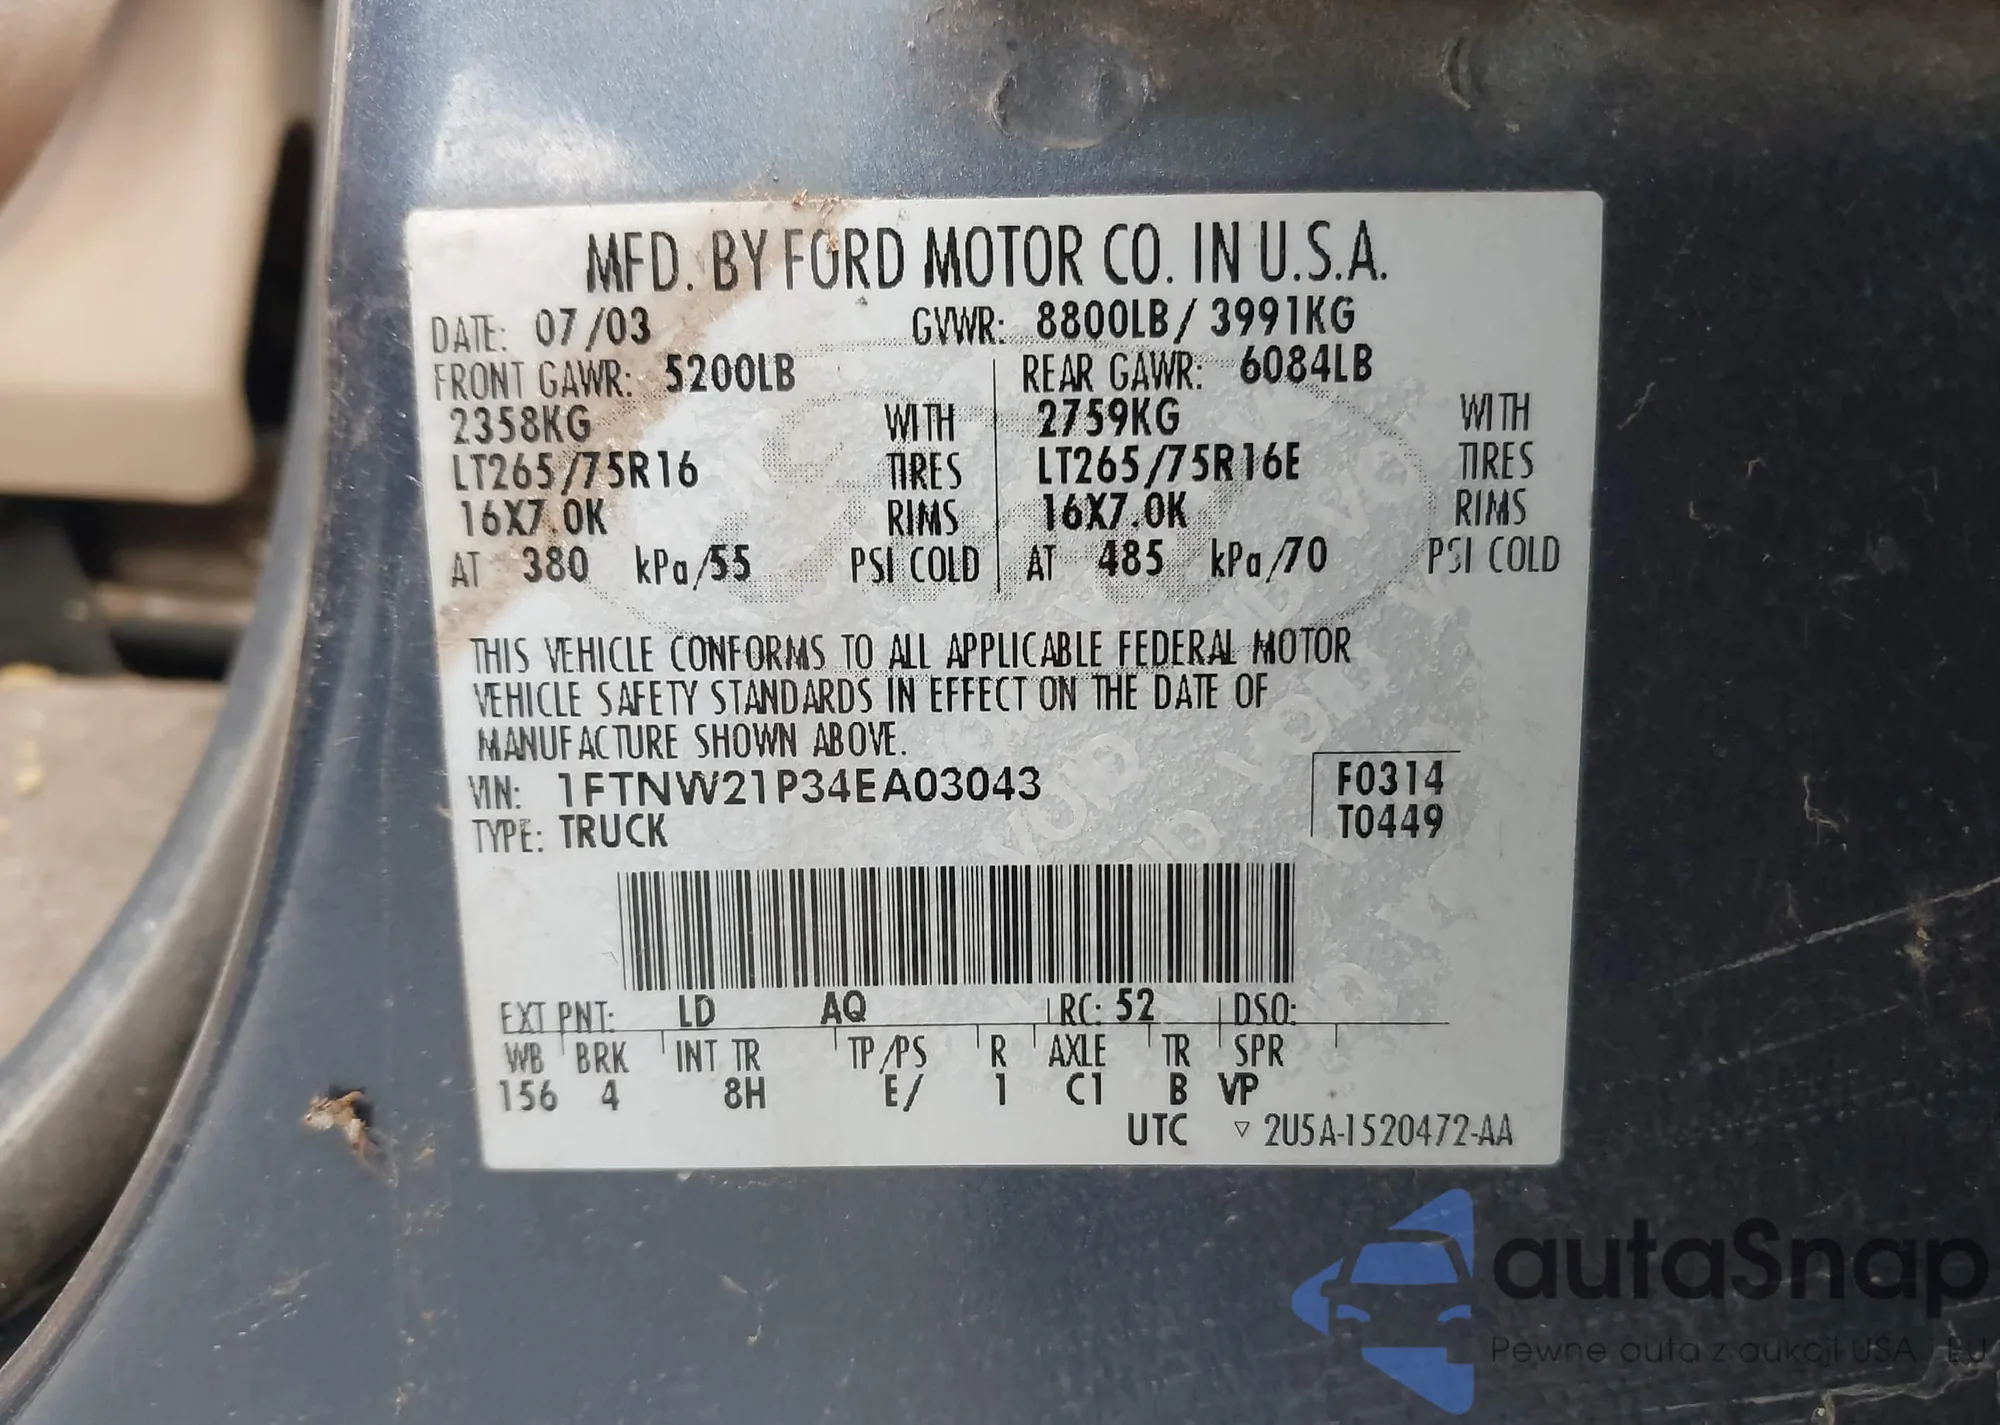 MFD. BY FORD MOTOR CO. IN U.S.A.
DATE: 07/03 GVWR: 8800LB/ 3991KG
FRONT GAWR: 5200LB REAR GAWR: 6084LB
2358KG WITH 2759KG WITH
LT265/75R16 TIRES LT265/75R16E TIRES
16X7.0K RIMS 16X7.0K RIMS
AT 380 kPa/55 PSI COLD AT 485 kPa/70 PSI COLD
THIS VEHICLE CONFORMS TO ALL APPLICABLE FEDERAL MOTOR
VEHICLE SAFETY STANDARDS IN EFFECT ON THE DATE OF
MANUFACTURE SHOWN ABOVE.
VIN: 1FTNW21P34EA03043 F0314
TYPE: TRUCK T0449
EXT PNT: LD AQ RC: 52 DSO:
WB BRK INT TR TP/PS R AXLE TR SPR
156 4 8H E/ 1 C1 B VP
UTC ▽ 2U5A-1520472-AA
autaSnap
Pewne auta z aukcji USA i EU